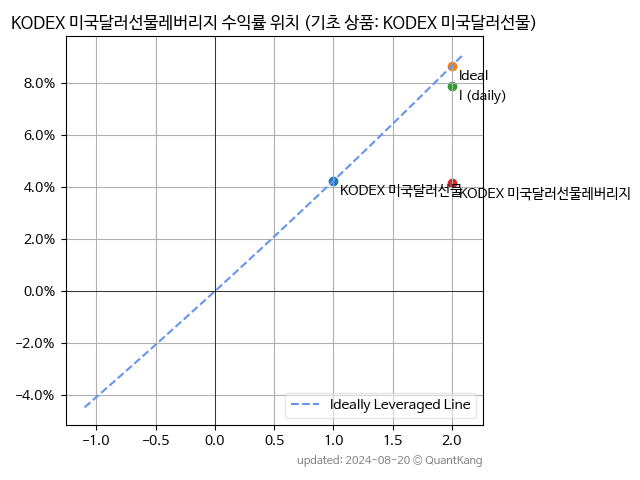 KODEX 미국달러선물레버리지 수익률 위치 (기초 상품: KODEX 미국달러선물)
8.0%
6.0%
4.0%
2.0%
0.0%
−2.0%
−4.0%
Ideal
I (daily)
KODEX 미국달러선물
KODEX 미국달러선물레버리지
Ideally Leveraged Line
−1.0
−0.5
0.0
0.5
1.0
1.5
2.0
updated: 2024-08-20 © QuantKang